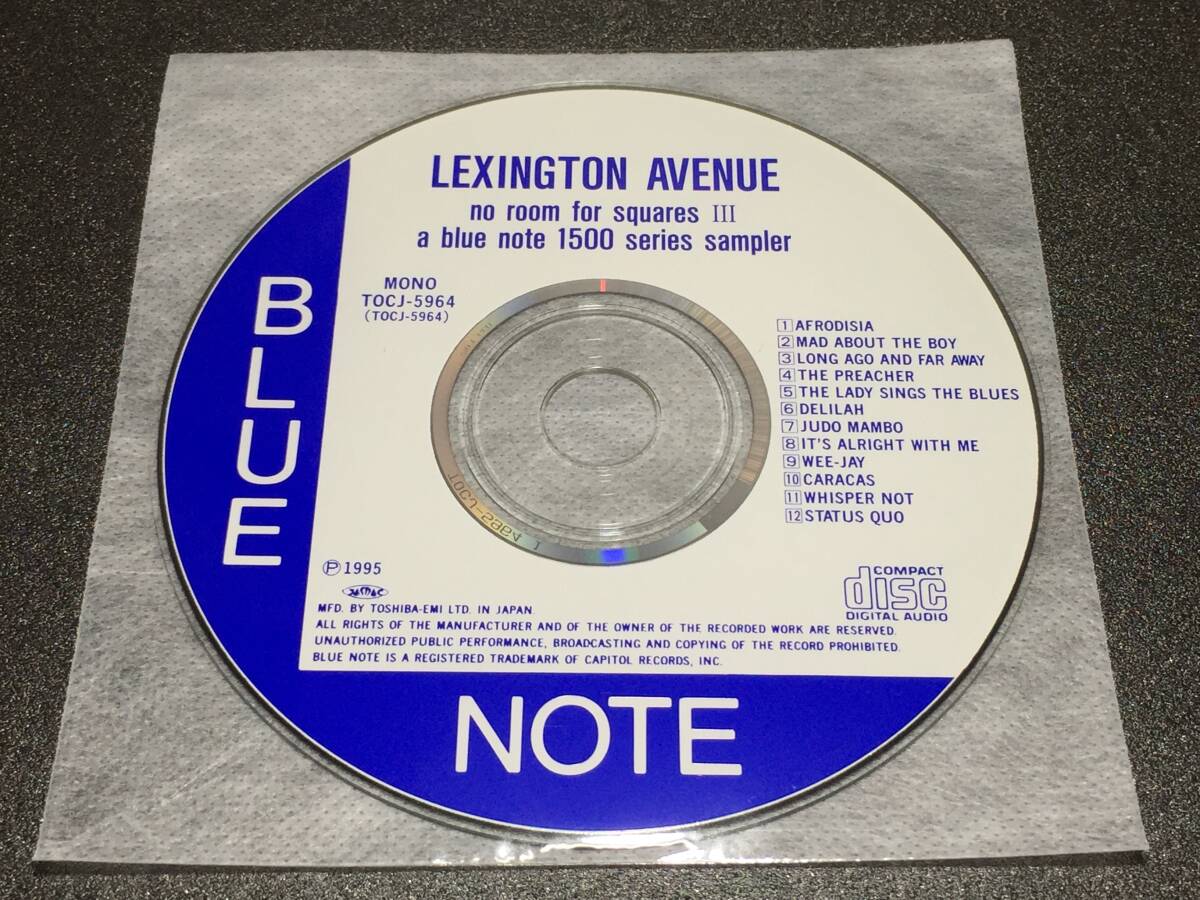 LEXINGTON AVENUE
no room for squares III
a blue note 1500 series sampler
MONO
TOCJ-5964
(TOCJ-5964)
1 AFRODISIA
2 MAD ABOUT THE BOY
3 LONG AGO AND FAR AWAY
4 THE PREACHER
5 THE LADY SINGS THE BLUES
6 DELILAH
7 JUDO MAMBO
8 IT'S ALRIGHT WITH ME
9 WEE-JAY
10 CARACAS
11 WHISPER NOT
12 STATUS QUO
TOCJ-5964 1
℗ 1995
JASRAC
COMPACT
disc
DIGITAL AUDIO
MFD. BY TOSHIBA-EMI LTD. IN JAPAN.
ALL RIGHTS OF THE MANUFACTURER AND OF THE OWNER OF THE RECORDED WORK ARE RESERVED.
UNAUTHORIZED PUBLIC PERFORMANCE, BROADCASTING AND COPYING OF THE RECORD PROHIBITED.
BLUE NOTE IS A REGISTERED TRADEMARK OF CAPITOL RECORDS, INC.
BLUE
NOTE